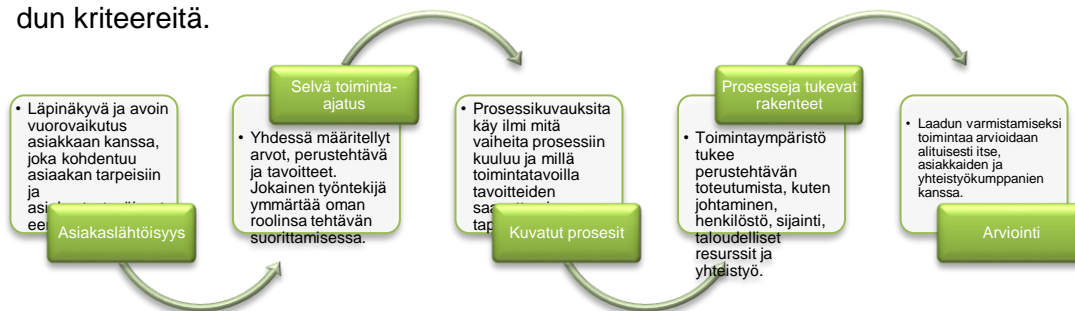 dun kriteereitä.
• Läpinäkyvä ja avoin
vuorovaikutus
asiakkaan kanssa,
joka kohdentuu
asiaakan tarpeisiin
ja
Asiakaslähtöisyys
Selvä toiminta-
ajatus
• Yhdessä määritellyt
arvot, perustehtävä
ja tavoitteet.
Jokainen työntekijä
ymmärtää oman
roolinsa tehtävän
suorittamisessa.
• Prosessikuvauksita
käy ilmi mitä
vaiheita prosessiin
kuuluu ja millä
toimintatavoilla
tavoitteiden
Kuvatut prosesit
Prosesseja tukevat
rakenteet
• Toimintaympäristö
tukee
perustehtävän
toteutumista, kuten
johtaminen,
henkilöstö, sijainti,
taloudelliset
resurssit ja
yhteistyö.
• Laadun varmistamiseksi
toimintaa arvioidaan
alituisesti itse,
asiakkaiden ja
yhteistyökumppanien
kanssa.
Arviointi